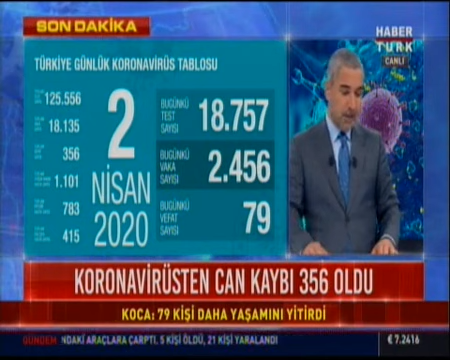 SON DAKİKA
HABER
TÜRK
CANLI
TÜRKİYE GÜNLÜK KORONAVİRÜS TABLOSU
125.556
18.135
356
1.101
783
415
2
NİSAN
2020
BUGÜNKÜ
TEST
SAYISI
18.757
BUGÜNKÜ
VAKA
SAYISI
2.456
BUGÜNKÜ
VEFAT
SAYISI
79
KORONAVİRÜSTEN CAN KAYBI 356 OLDU
KOCA: 79 KİŞİ DAHA YAŞAMINI YİTİRDİ
GÜNDEM NDAKİ ARAÇLARA ÇARPTI, 5 KİŞİ ÖLDÜ, 21 KİŞİ YARALANDI € 7.2416